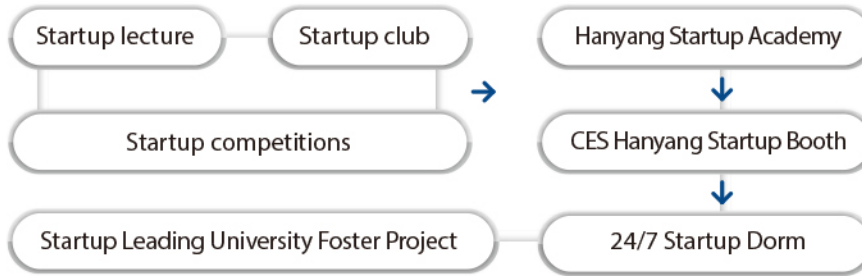 Startup lecture
Startup club
Hanyang Startup Academy
Startup competitions
CES Hanyang Startup Booth
Startup Leading University Foster Project
24/7 Startup Dorm